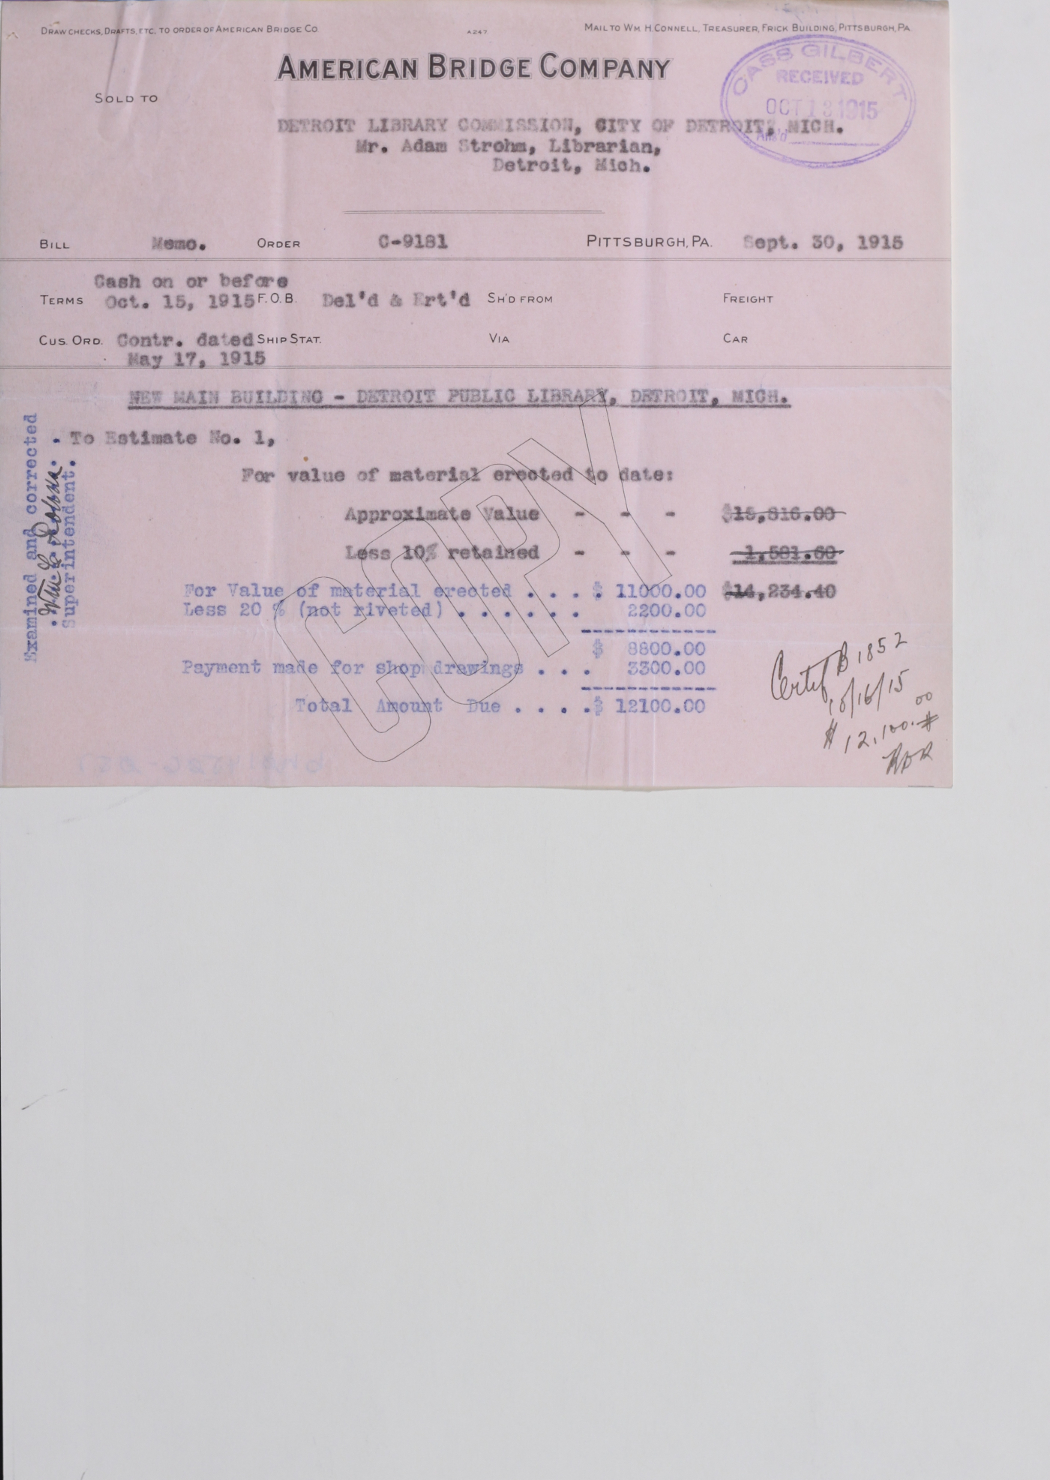 DRAW CHECKS, DRAFTS, ETC. TO ORDER OF AMERICAN BRIDGE CO
A 247
MAIL TO WM. H. CONNELL, TREASURER, FRICK BUILDING, PITTSBURGH, PA.
AMERICAN BRIDGE COMPANY
CASS GILBERT
RECEIVED
OCT 13 1915
Ans'd
SOLD TO
DETROIT LIBRARY COMMISSION, CITY OF DETROIT, MICH.
Mr. Adam Strohm, Librarian,
Detroit, Mich.
BILL Memo. ORDER C-9181 PITTSBURGH, PA. Sept. 30, 1915
Cash on or before
TERMS Oct. 15, 1915 F.O.B. Del'd & Ert'd SH'D FROM FREIGHT
CUS. ORD. Contr. dated SHIP STAT. VIA CAR
May 17, 1915
NEW MAIN BUILDING - DETROIT PUBLIC LIBRARY, DETROIT, MICH.
To Estimate No. 1,
For value of material erected to date:
Approximate Value - - - $15,816.00
Less 10% retained - - - 1,581.60
For Value of material erected . . . $ 11000.00 $14,234.40
Less 20 % (not riveted) . . . . . . 2200.00
$ 8800.00
Payment made for shop drawings . . . 3300.00
Total Amount Due . . . . $ 12100.00
COPY
Examined and corrected
Superintendent.
Certif B 1852
10/16/15
$ 12,100.00